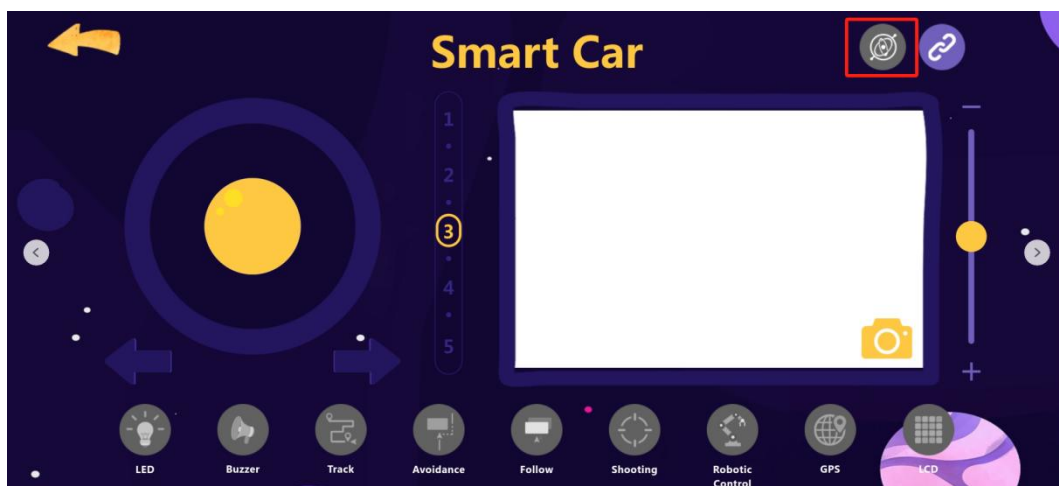 Smart Car
1
2
3
4
5
LED
Buzzer
Track
Avoidance
Follow
Shooting
Robotic
Control
GPS
LCD